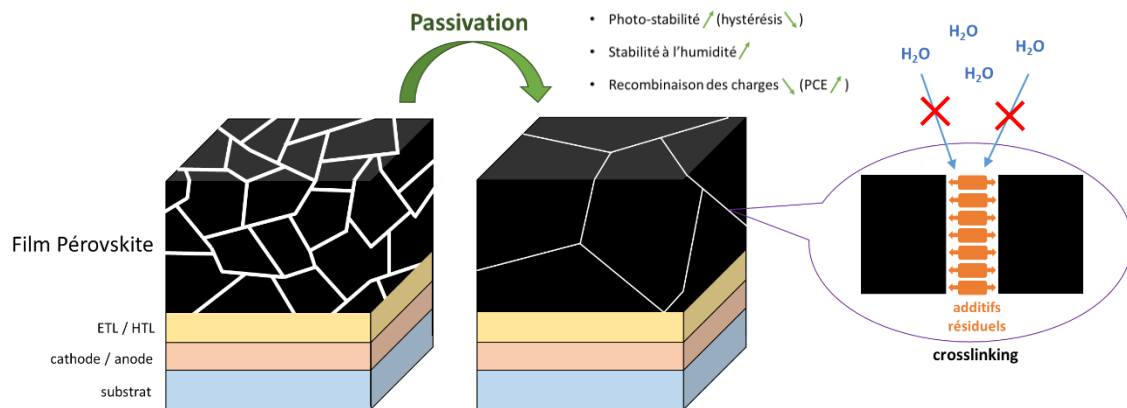 Passivation
• Photo-stabilité ↗ (hystérésis ↘)
• Stabilité à l'humidité ↗
• Recombinaison des charges ↘ (PCE ↗)
H₂O
H₂O
H₂O
H₂O
Film Pérovskite
ETL / HTL
cathode / anode
substrat
additifs
résiduels
crosslinking